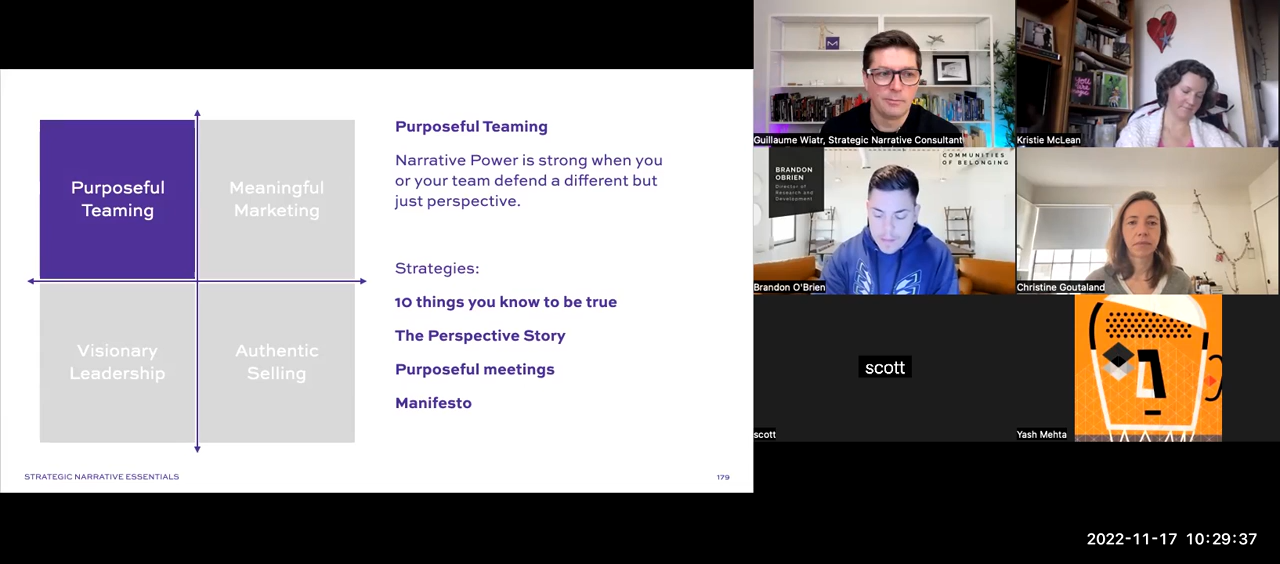 Purposeful
Teaming
Meaningful
Marketing
Visionary
Leadership
Authentic
Selling
Purposeful Teaming
Narrative Power is strong when you
or your team defend a different but
just perspective.
Strategies:
10 things you know to be true
The Perspective Story
Purposeful meetings
Manifesto
STRATEGIC NARRATIVE ESSENTIALS
179
Guillaume Wiatr, Strategic Narrative Consultant
Kristie McLean
BRANDON
OBRIEN
Director of
Research and
Development
COMMUNITIES
OF BELONGING
Brandon O'Brien
Christine Goutaland
scott
scott
Yash Mehta
2022-11-17 10:29:37